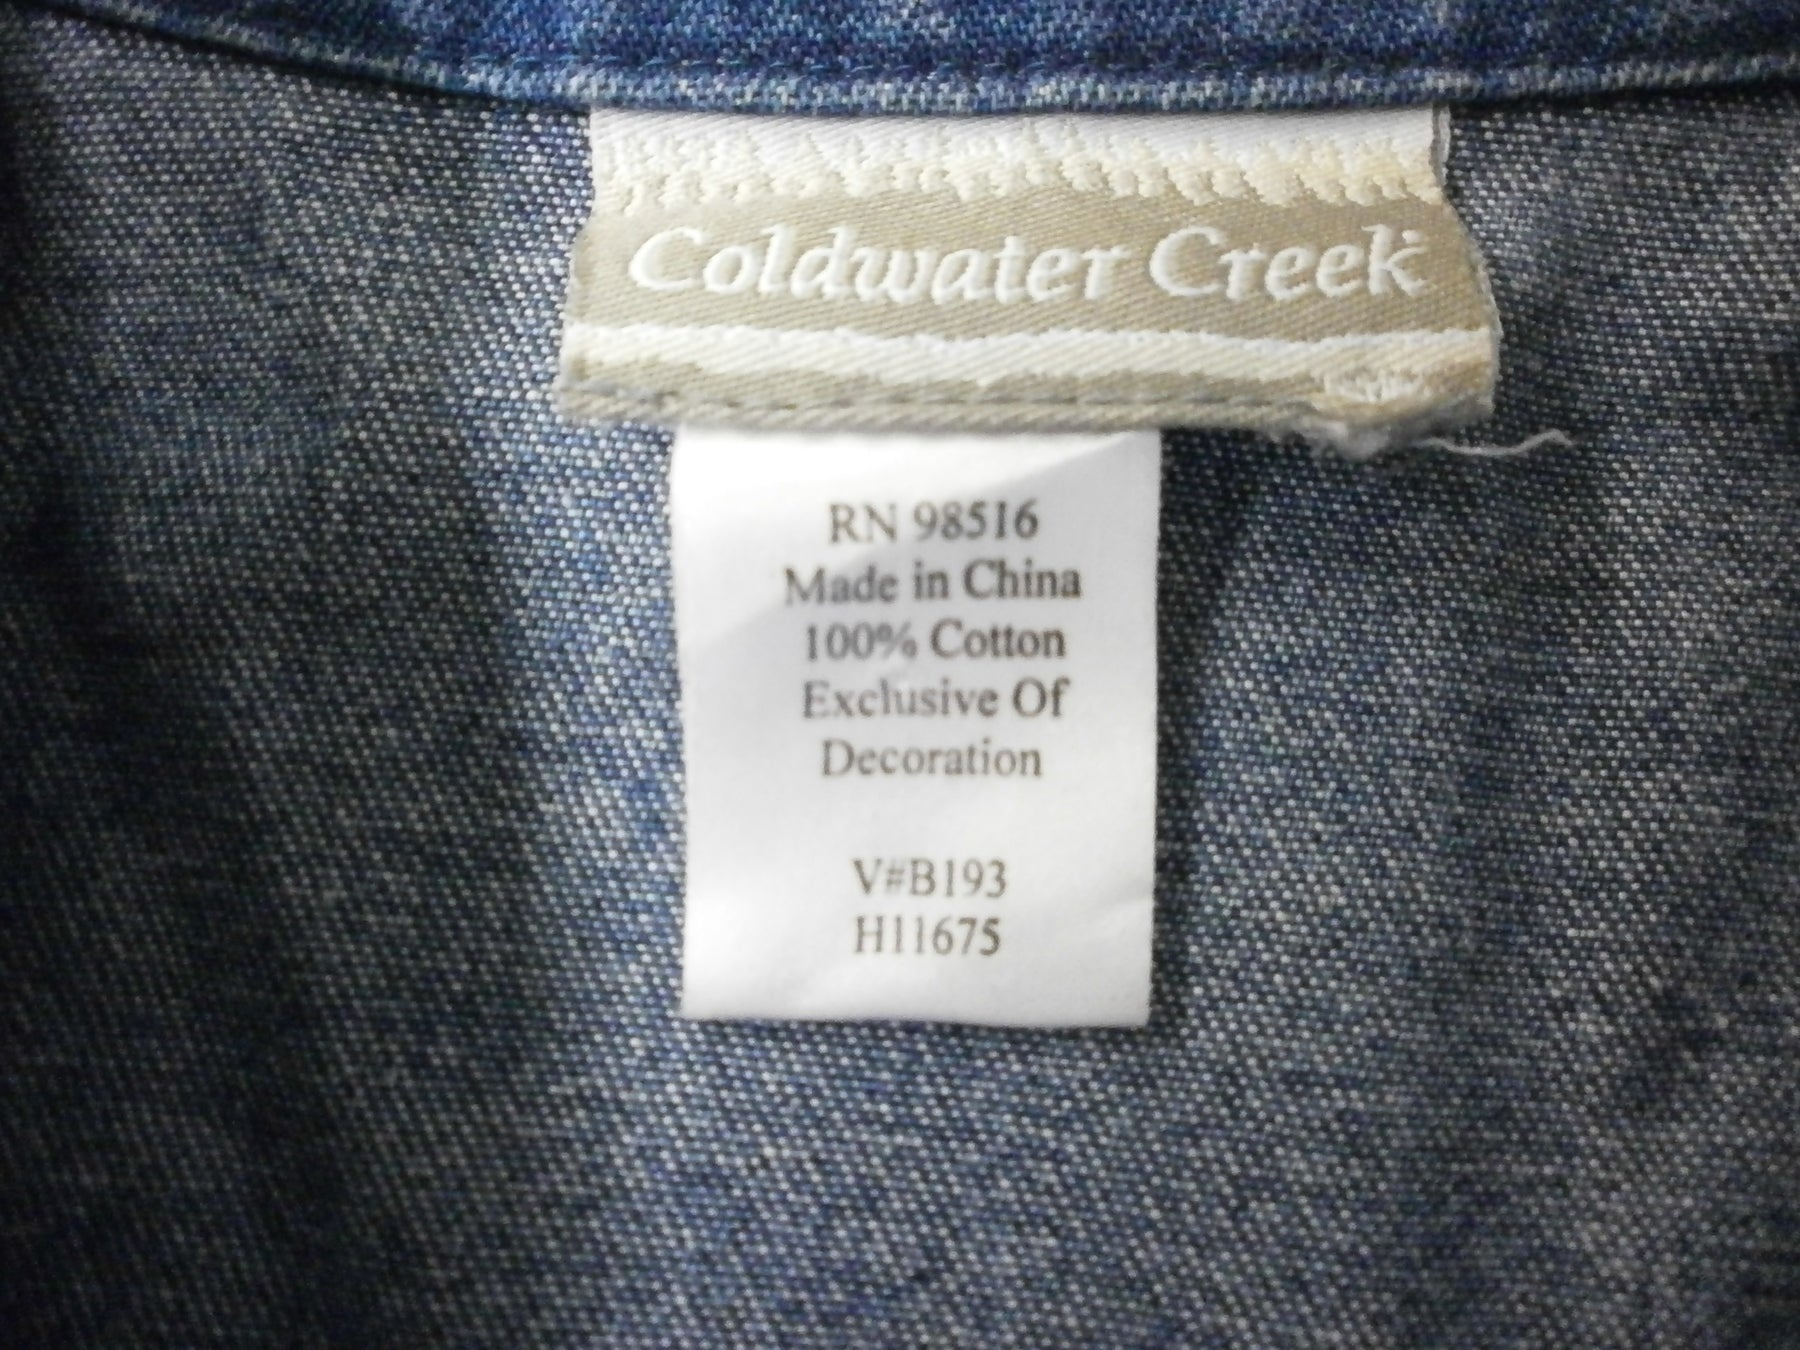 Coldwater Creek
RN 98516
Made in China
100% Cotton
Exclusive Of
Decoration
V#B193
H11675